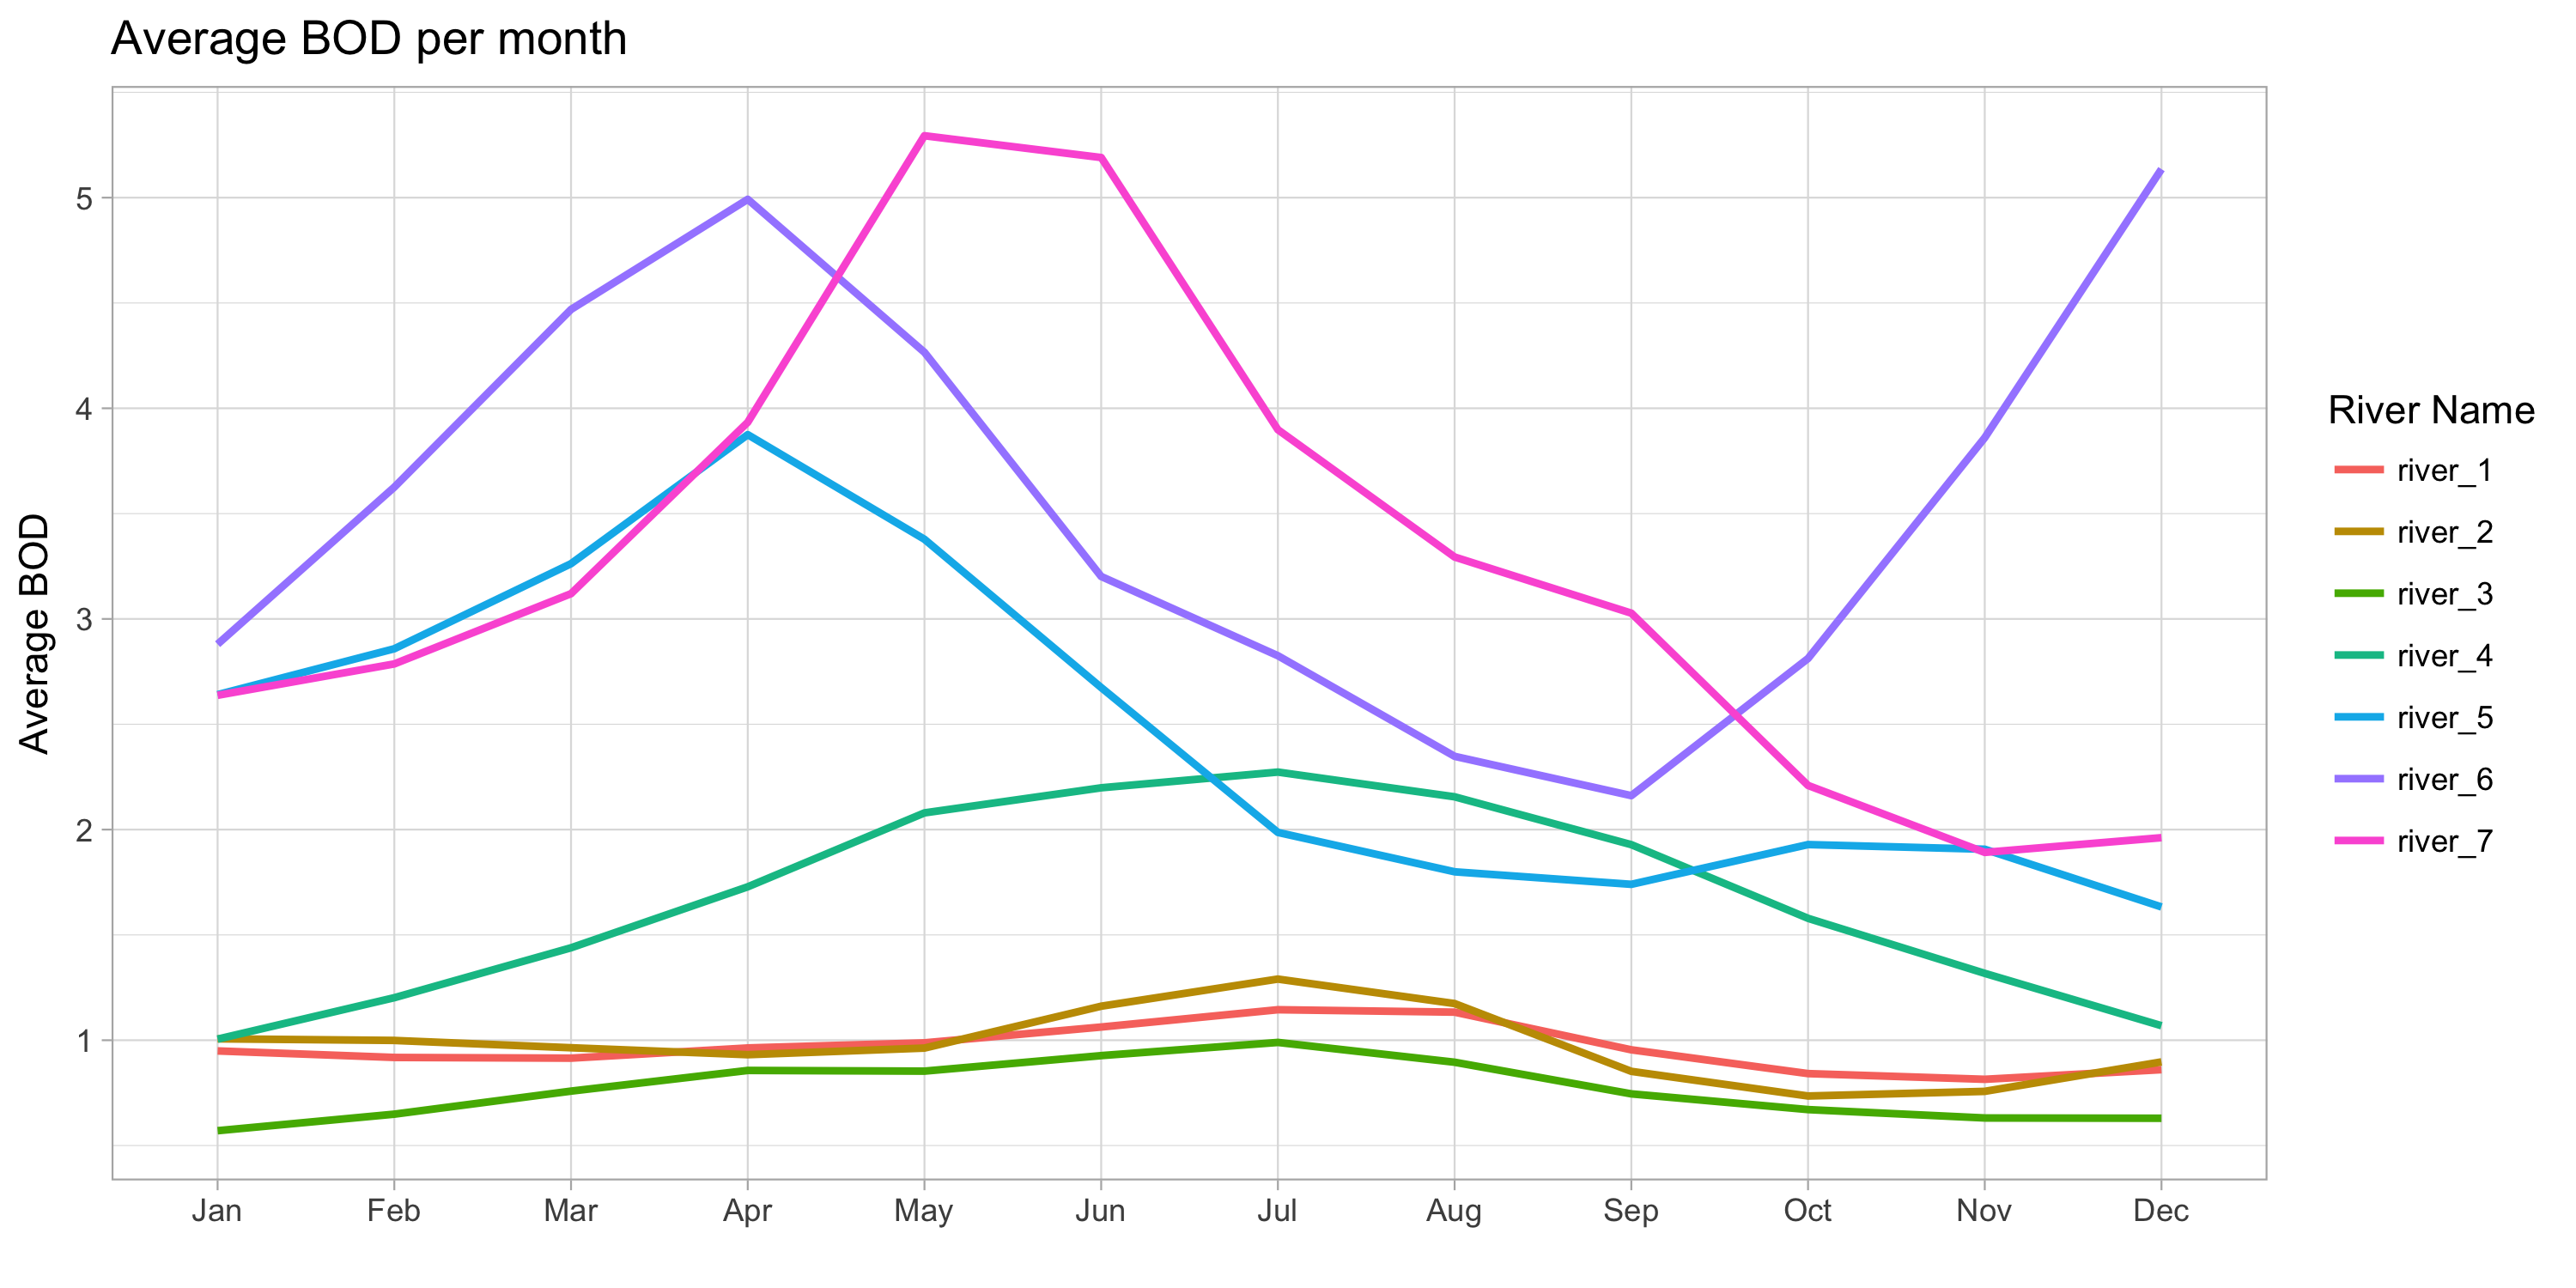 Average BOD per month
Average BOD
5
4
3
2
1
Jan Feb Mar Apr May Jun Jul Aug Sep Oct Nov Dec
River Name
river_1
river_2
river_3
river_4
river_5
river_6
river_7